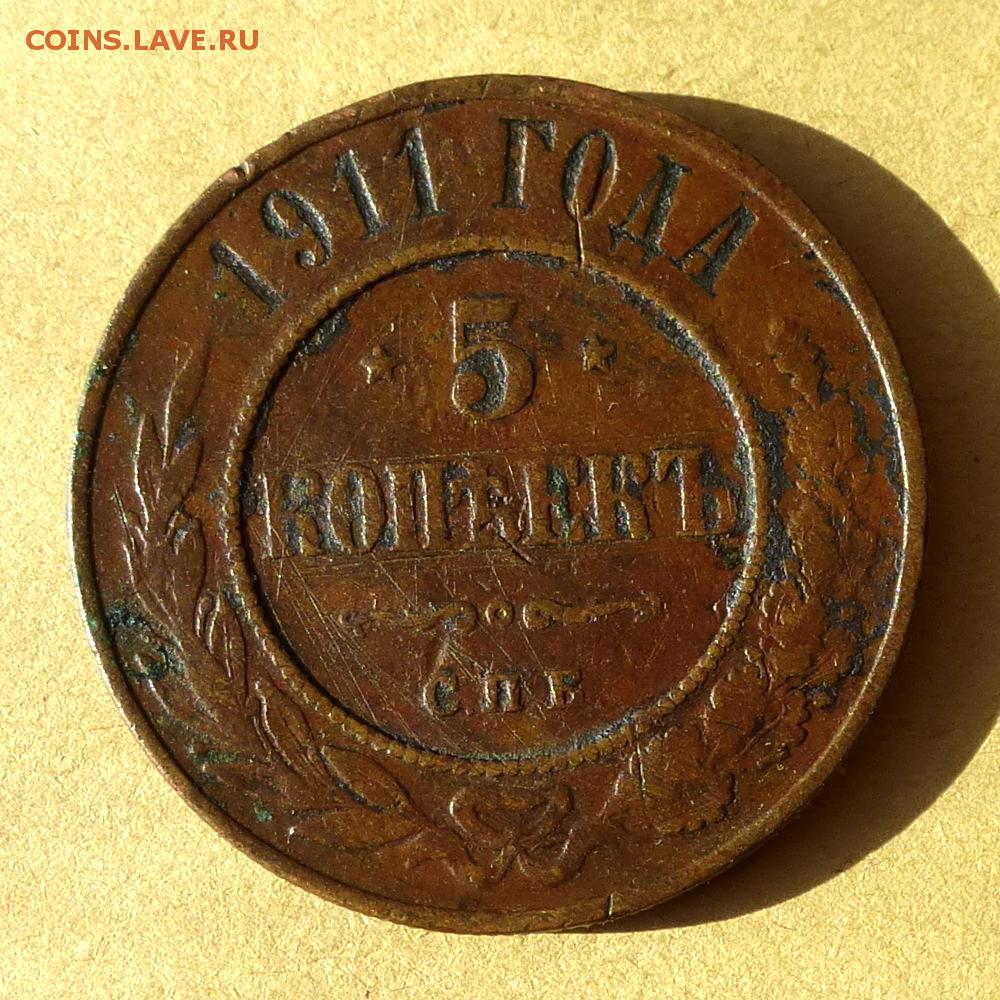 COINS.LAVE.RU
1911 ГОДА
5
КОПѢЕКЪ
СПБ